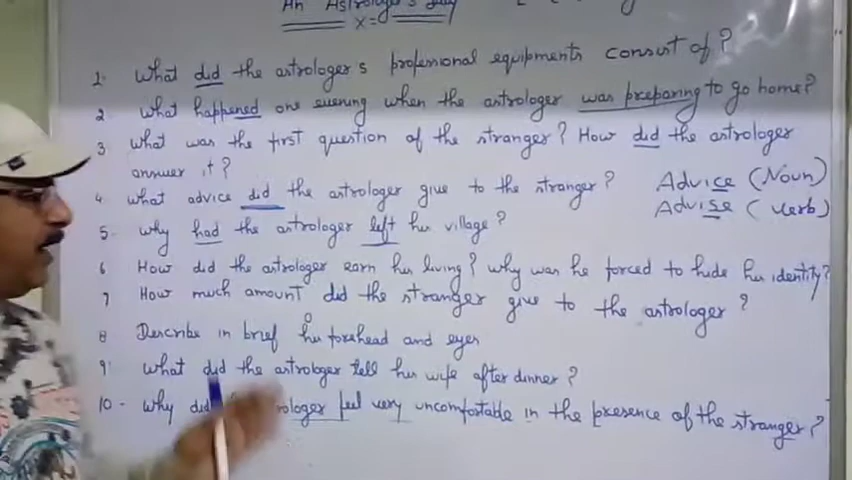 An Astrologer's Day
1. What did the astrologer's professional equipments consist of?
2 What happened one evening when the astrologer was preparing to go home?
3 What was the first question of the stranger? How did the astrologer
answer it?
4 What advice did the astrologer give to the stranger?
Advice (Noun)
Advise (verb)
5- Why had the astrologer left his village?
6 How did the astrologer earn his living? Why was he forced to hide his identity?
7 How much amount did the stranger give to the astrologer?
8 Describe in brief his forehead and eyes
9 What did the astrologer tell his wife after dinner?
10- Why did feel very uncomfortable in the presence of the stranger?